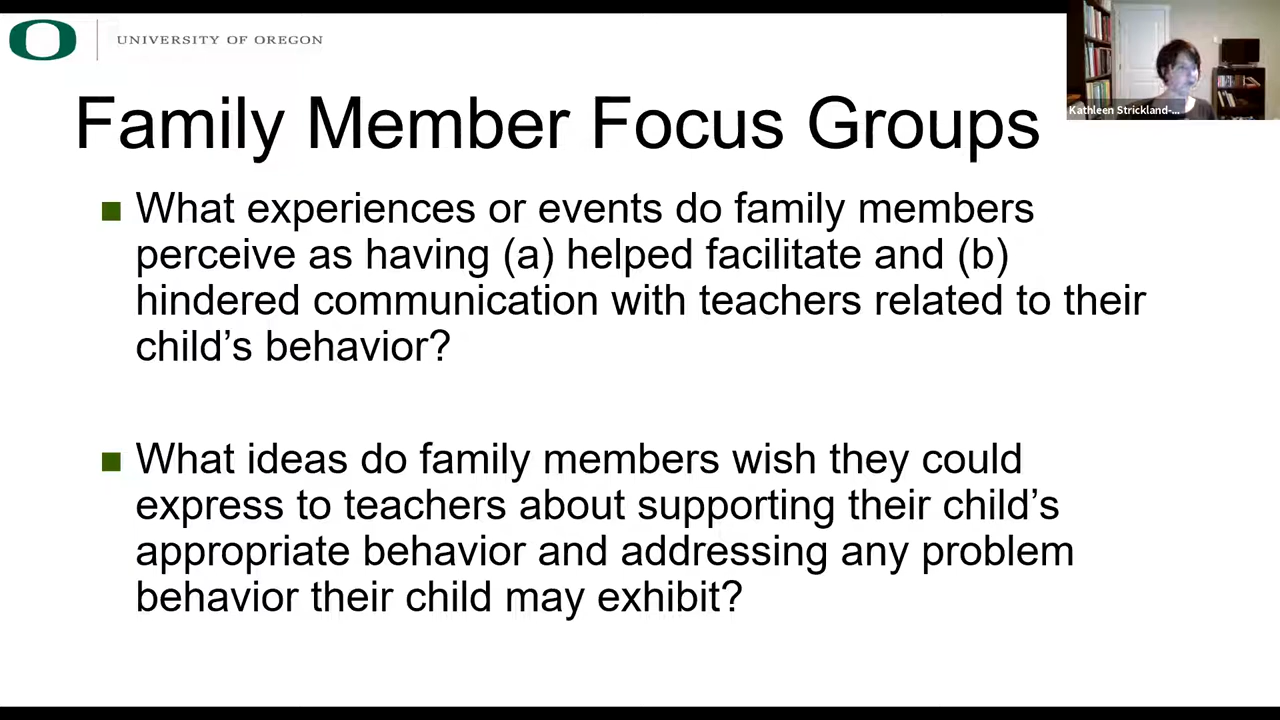 UNIVERSITY OF OREGON
Kathleen Strickland-...
Family Member Focus Groups
What experiences or events do family members
perceive as having (a) helped facilitate and (b)
hindered communication with teachers related to their
child’s behavior?
What ideas do family members wish they could
express to teachers about supporting their child’s
appropriate behavior and addressing any problem
behavior their child may exhibit?